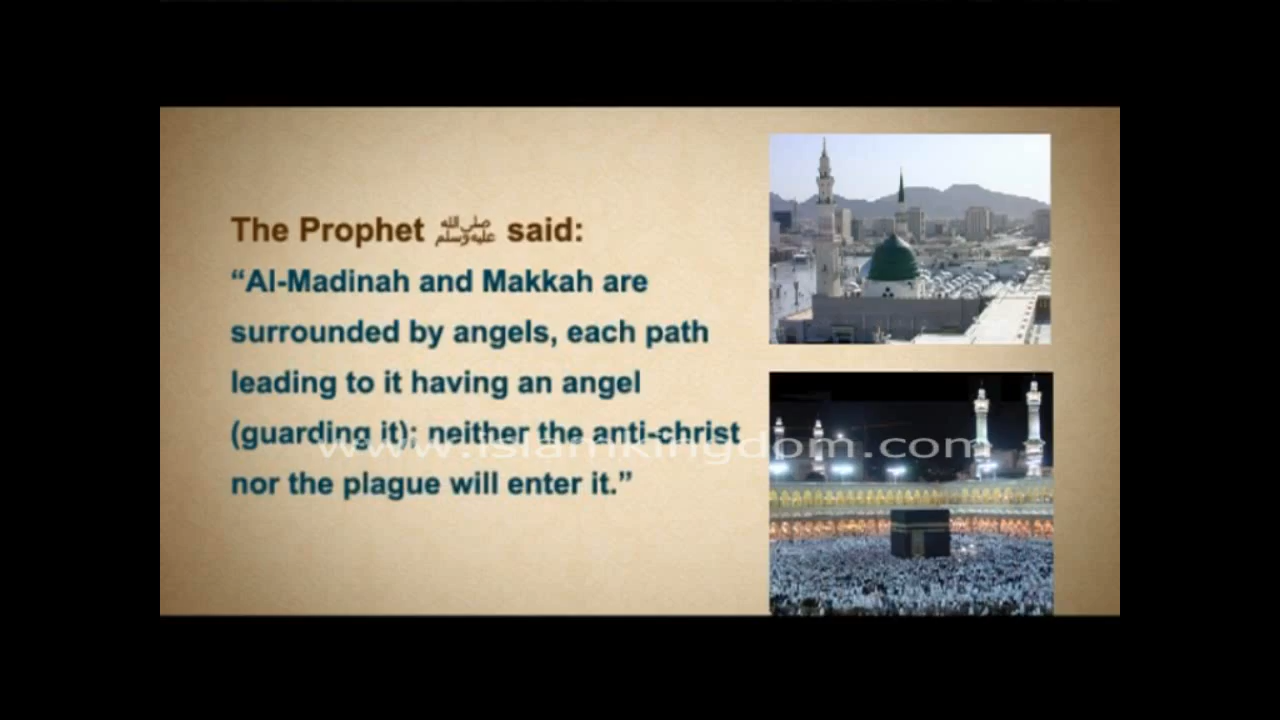 The Prophet ﷺ said:
“Al-Madinah and Makkah are
surrounded by angels, each path
leading to it having an angel
(guarding it); neither the anti-christ
nor the plague will enter it.”
www.islamkingdom.com